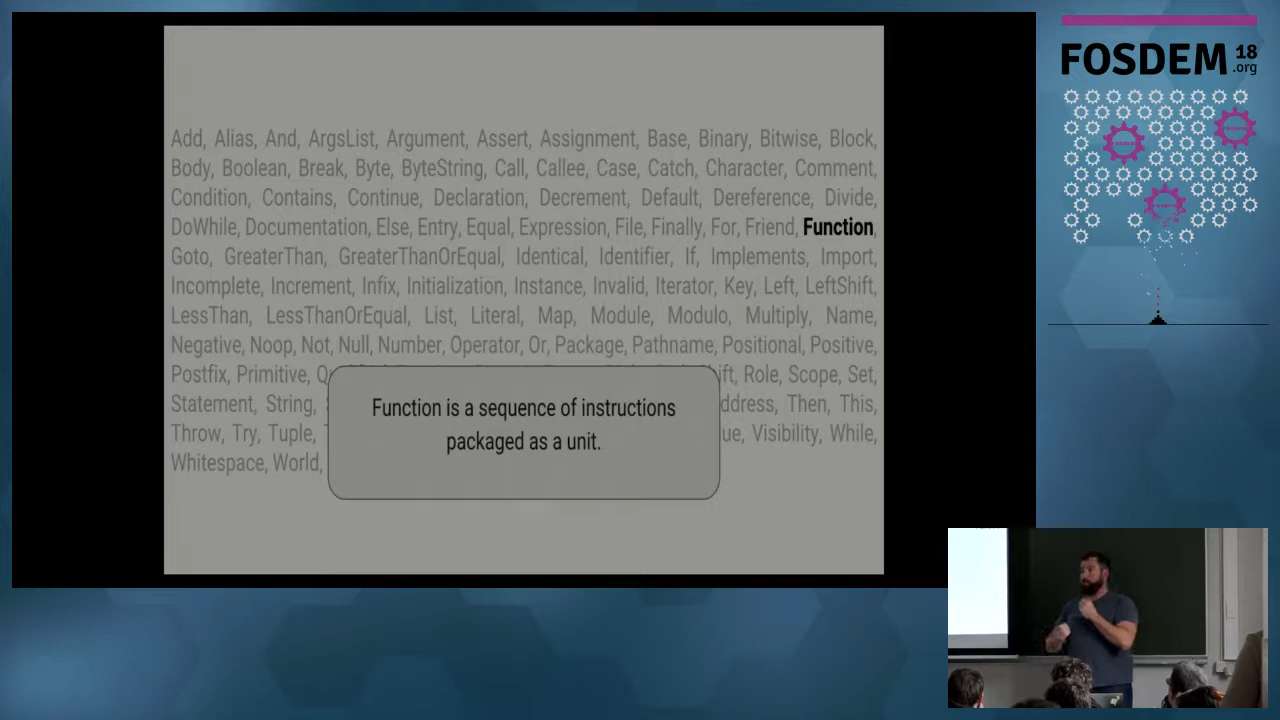 FOSDEM 18
.org
Add, Alias, And, ArgsList, Argument, Assert, Assignment, Base, Binary, Bitwise, Block,
Body, Boolean, Break, Byte, ByteString, Call, Callee, Case, Catch, Character, Comment,
Condition, Contains, Continue, Declaration, Decrement, Default, Dereference, Divide,
DoWhile, Documentation, Else, Entry, Equal, Expression, File, Finally, For, Friend, Function,
Goto, GreaterThan, GreaterThanOrEqual, Identical, Identifier, If, Implements, Import,
Incomplete, Increment, Infix, Initialization, Instance, Invalid, Iterator, Key, Left, LeftShift,
LessThan, LessThanOrEqual, List, Literal, Map, Module, Modulo, Multiply, Name,
Negative, Noop, Not, Null, Number, Operator, Or, Package, Pathname, Positional, Positive,
Postfix, Primitive, Role, Scope, Set,
Statement, String, Then, This,
Throw, Try, Tuple, Visibility, While,
Whitespace, World,
Function is a sequence of instructions
packaged as a unit.